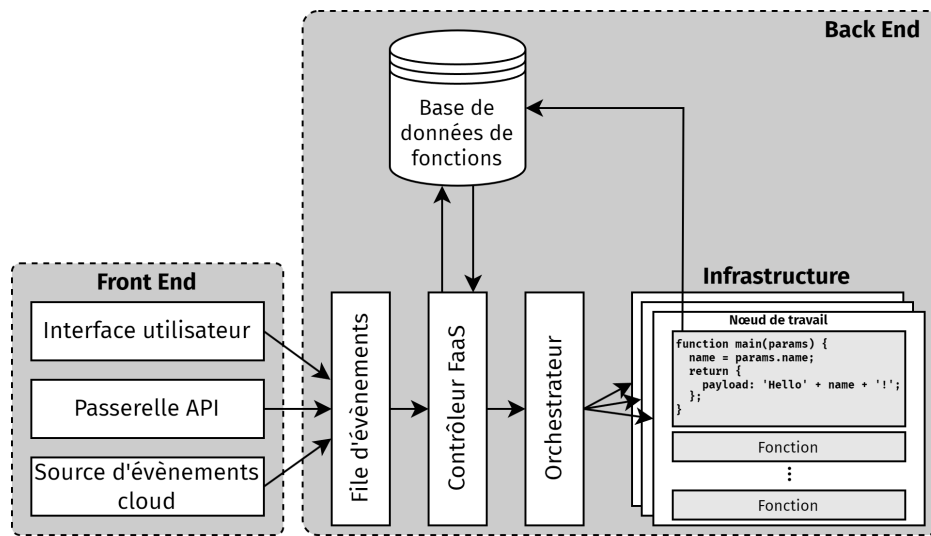 Back End
Base de
données de
fonctions
Front End
Interface utilisateur
Passerelle API
Source d'évènements
cloud
File d'évènements
Contrôleur FaaS
Orchestrateur
Infrastructure
Nœud de travail
function main(params) {
name = params.name;
return {
payload: 'Hello' + name + '!';
};
}
Fonction
⋮
Fonction